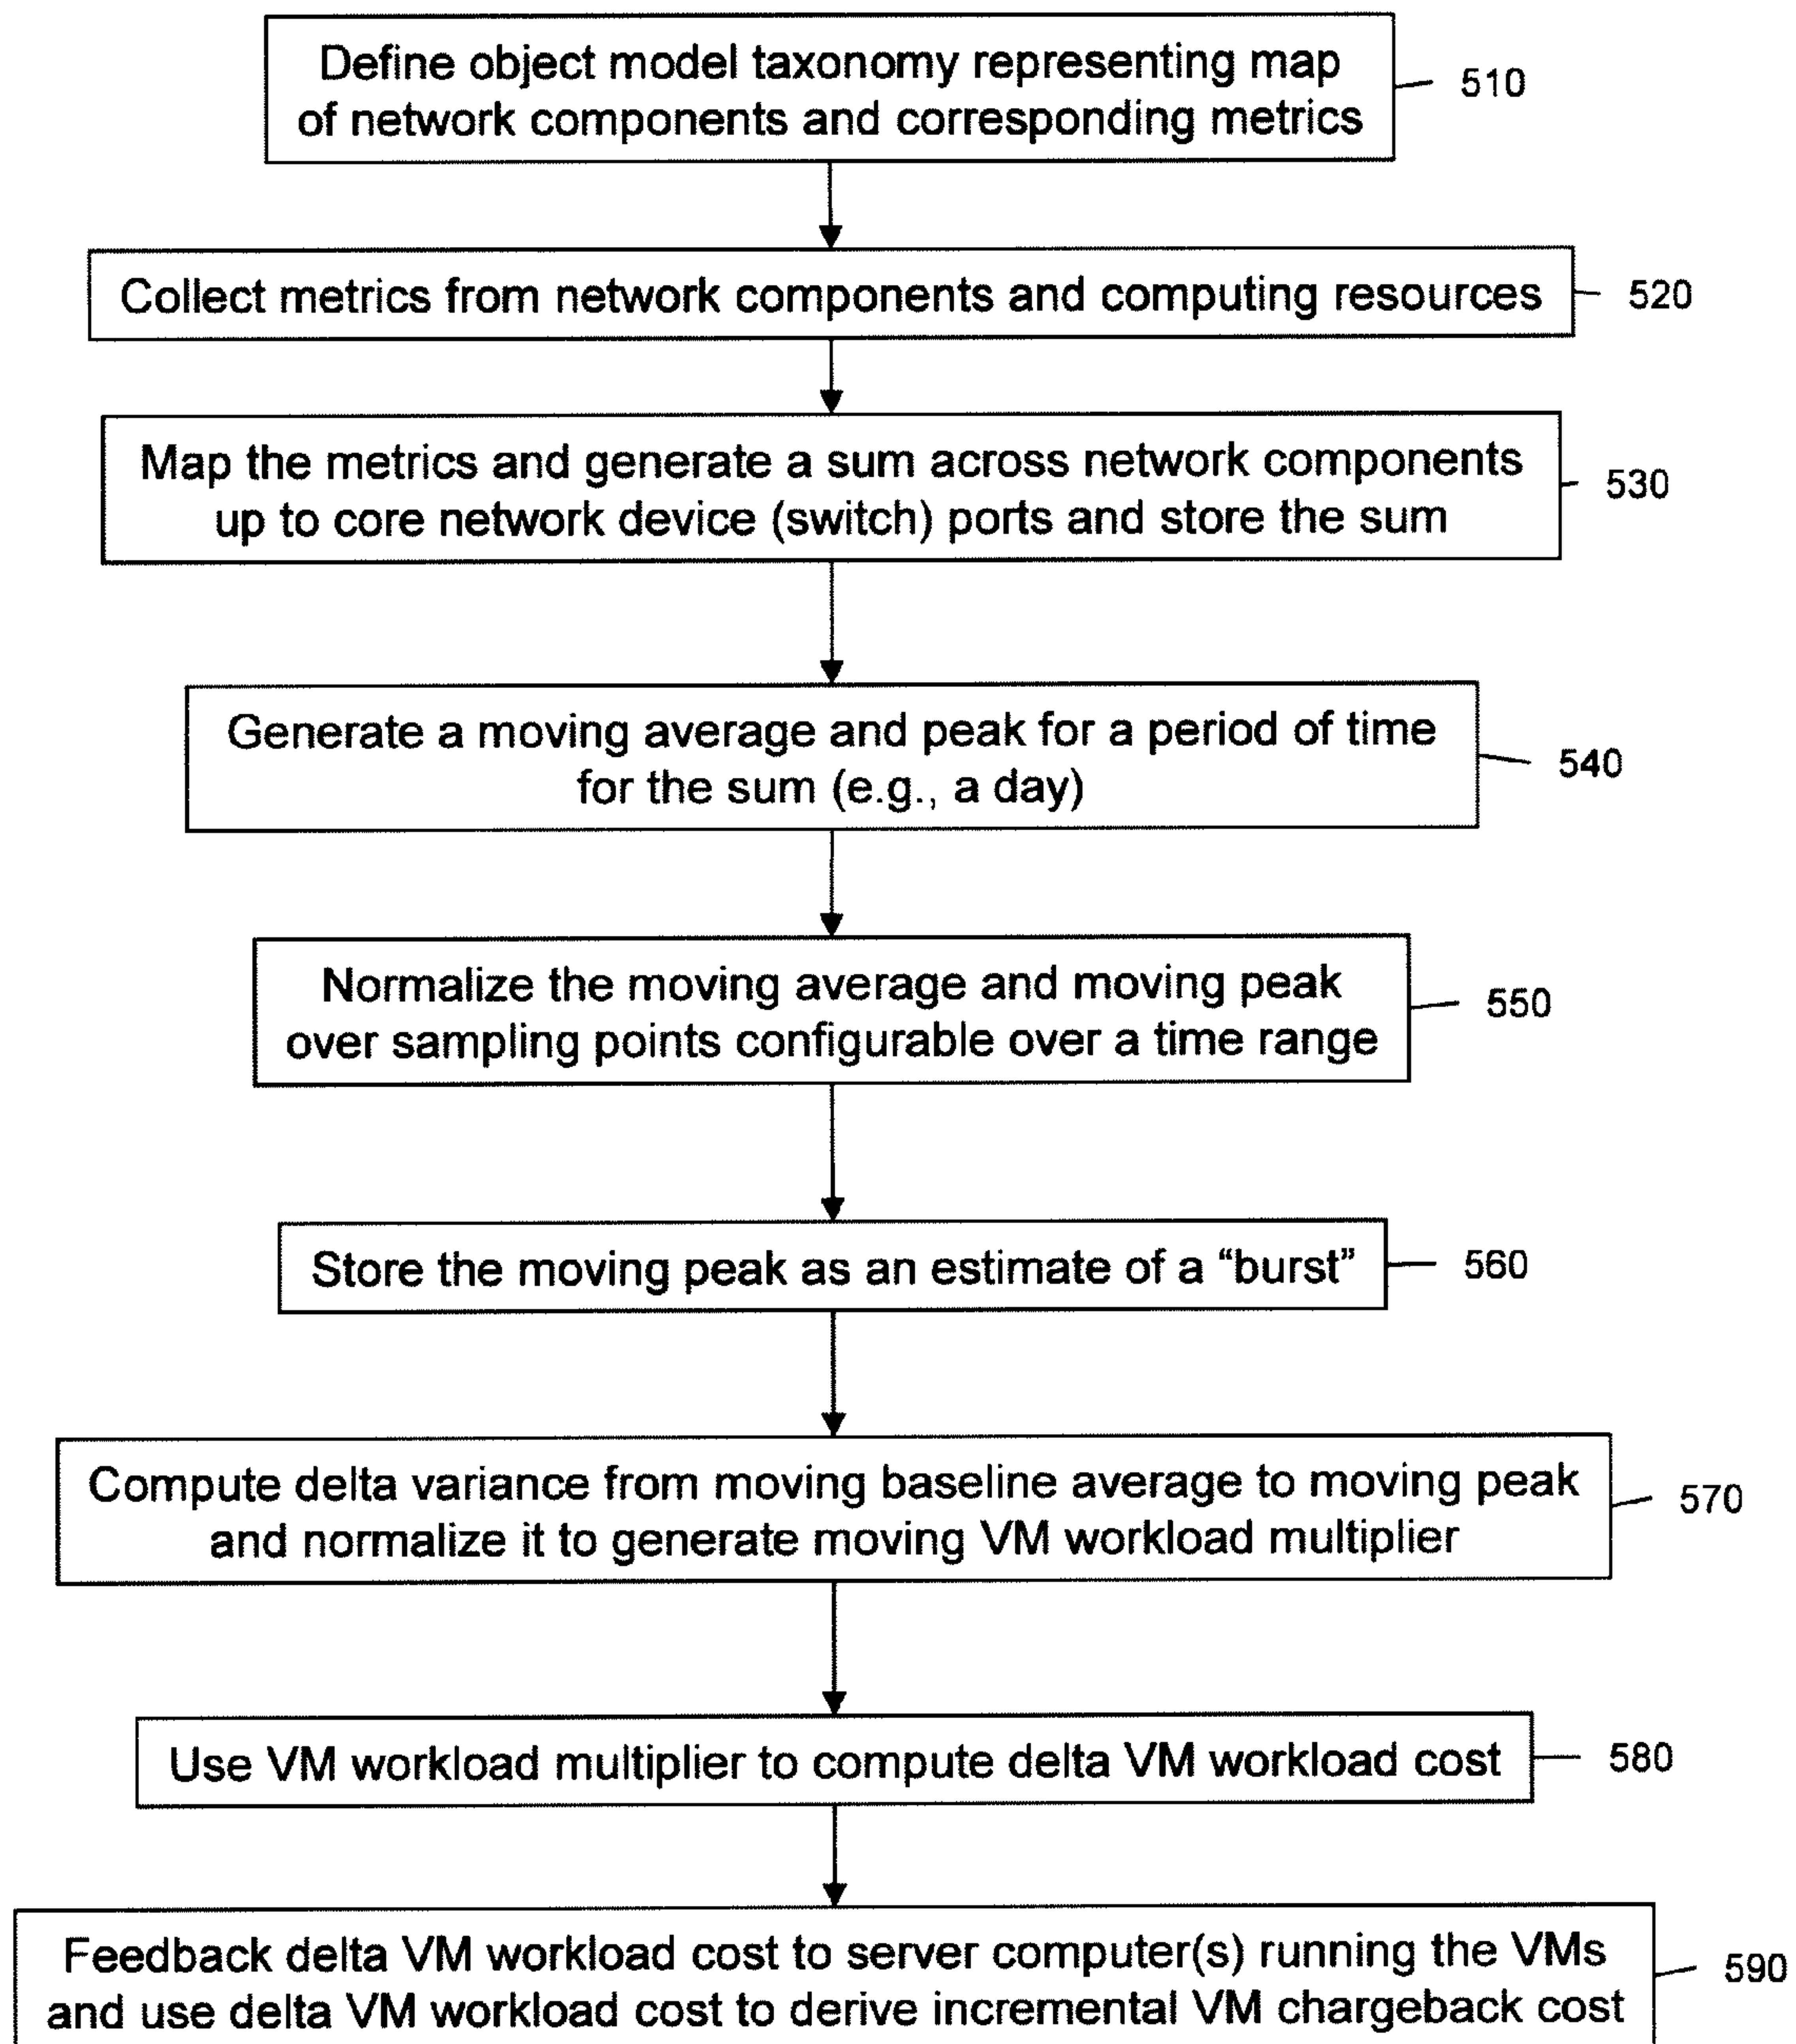 Define object model taxonomy representing map
of network components and corresponding metrics
510
Collect metrics from network components and computing resources
520
Map the metrics and generate a sum across network components
up to core network device (switch) ports and store the sum
530
Generate a moving average and peak for a period of time
for the sum (e.g., a day)
540
Normalize the moving average and moving peak
over sampling points configurable over a time range
550
Store the moving peak as an estimate of a “burst”
560
Compute delta variance from moving baseline average to moving peak
and normalize it to generate moving VM workload multiplier
570
Use VM workload multiplier to compute delta VM workload cost
580
Feedback delta VM workload cost to server computer(s) running the VMs
and use delta VM workload cost to derive incremental VM chargeback cost
590